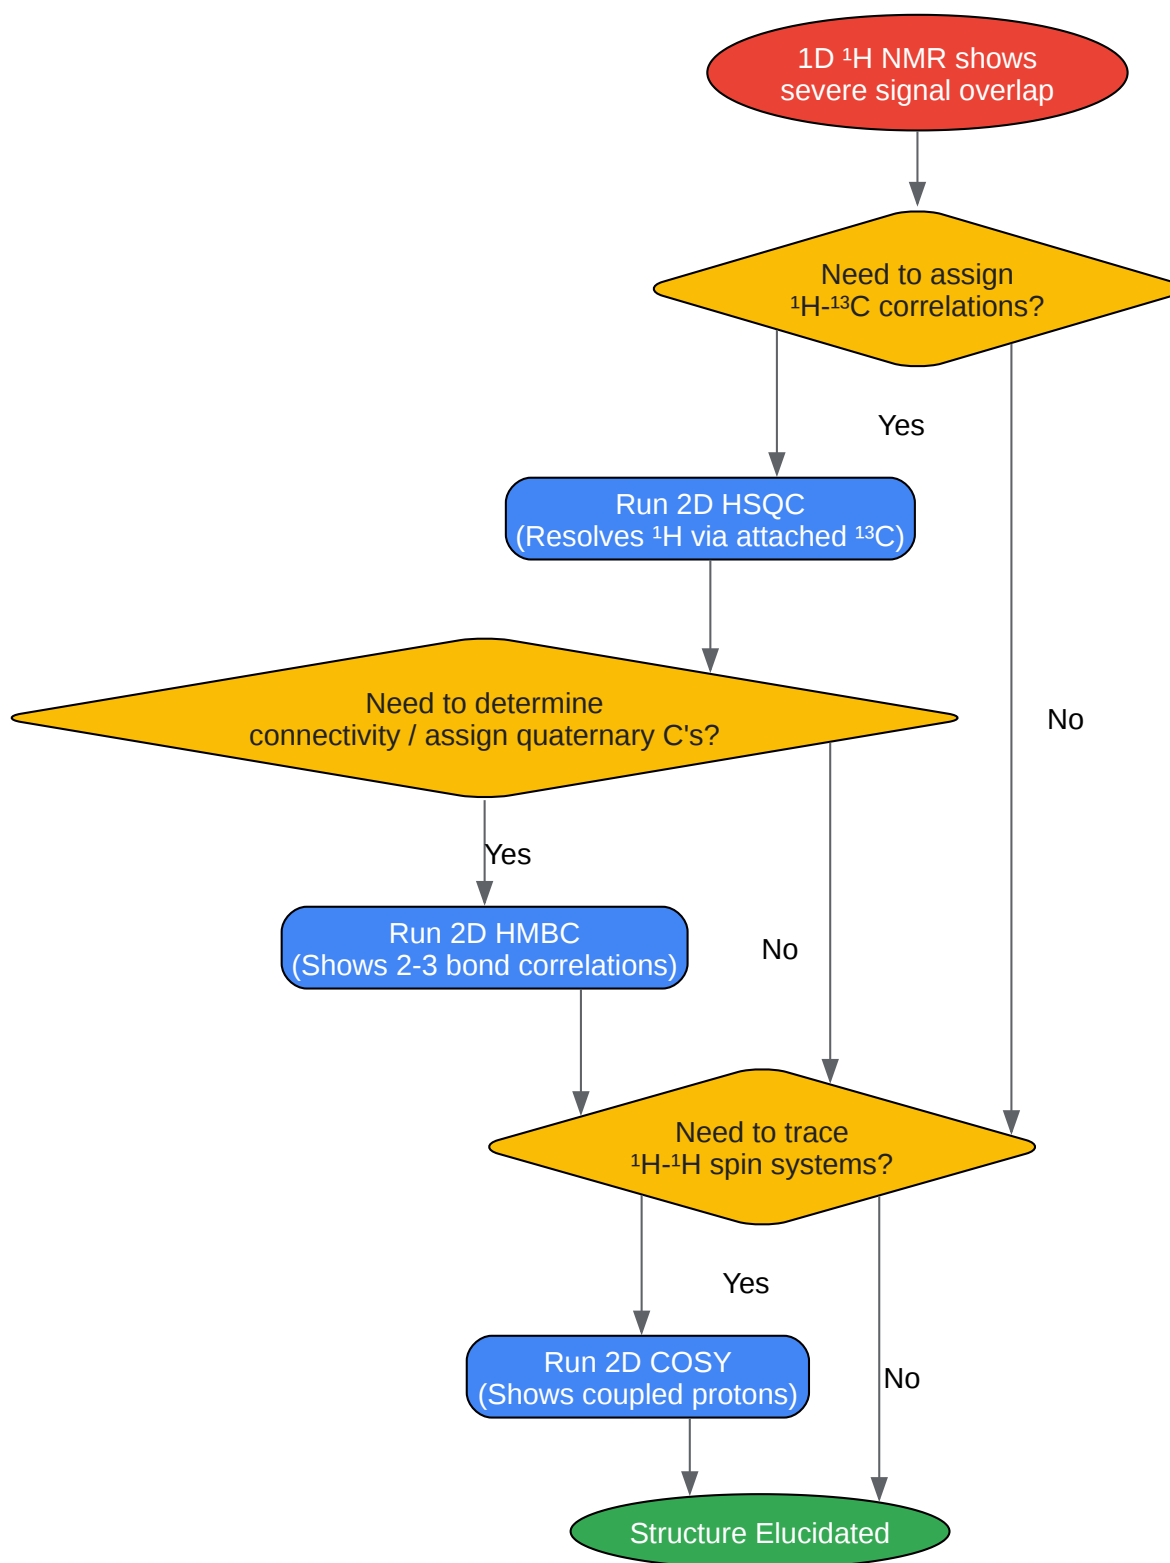 1D ¹H NMR shows
severe signal overlap
Need to assign
¹H-¹³C correlations?
Yes
Run 2D HSQC
(Resolves ¹H via attached ¹³C)
No
Need to determine
connectivity / assign quaternary C's?
Yes
Run 2D HMBC
(Shows 2-3 bond correlations)
No
Need to trace
¹H-¹H spin systems?
Yes
Run 2D COSY
(Shows coupled protons)
No
Structure Elucidated